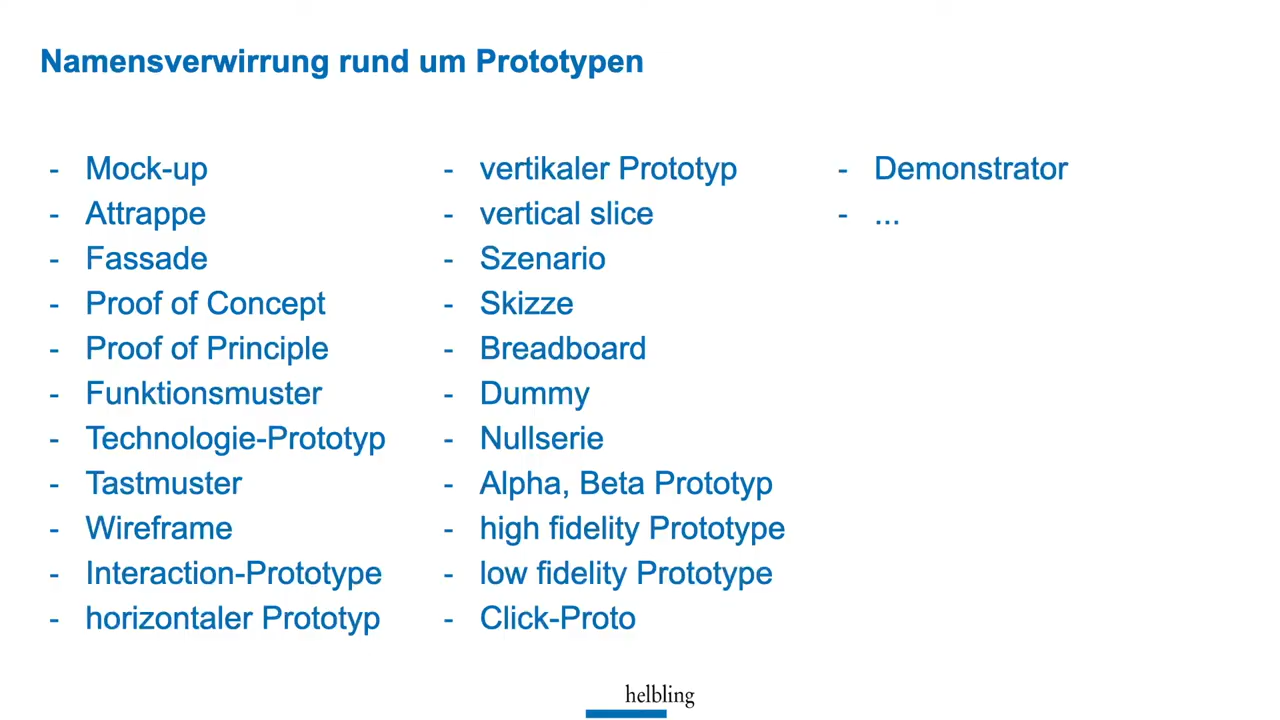 Namensverwirrung rund um Prototypen
- Mock-up
- Attrappe
- Fassade
- Proof of Concept
- Proof of Principle
- Funktionsmuster
- Technologie-Prototyp
- Tastmuster
- Wireframe
- Interaction-Prototype
- horizontaler Prototyp
- vertikaler Prototyp
- vertical slice
- Szenario
- Skizze
- Breadboard
- Dummy
- Nullserie
- Alpha, Beta Prototyp
- high fidelity Prototype
- low fidelity Prototype
- Click-Proto
- Demonstrator
- ...
helbling